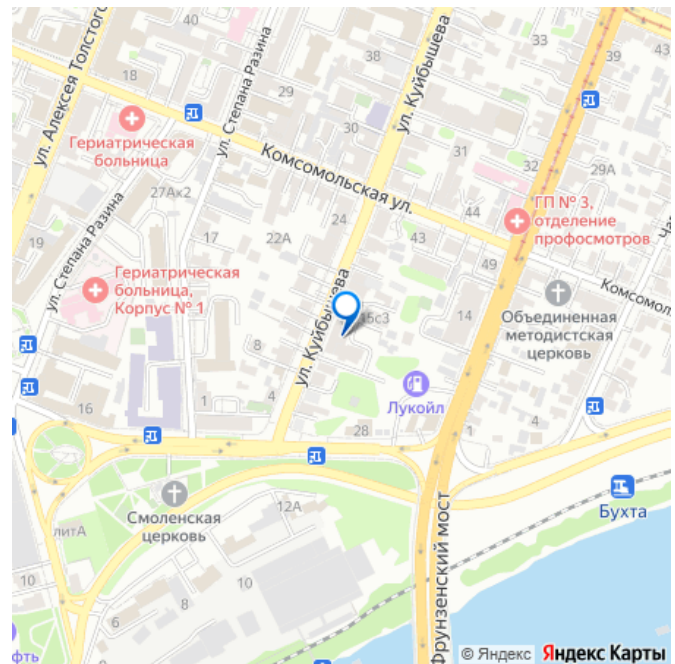 ул. Алексея Толстого
18
38
33
39
38
ул. Степана Разина
29
ул. Куйбышева
Гериатрическая
больница
30
31
32
29А
Комсомольская ул.
27Ак2
ул. Степана Разина
24
44
ГП № 3,
отделение
профосмотров
19
17
22А
43
49
Гериатрическая
больница,
Корпус № 1
Комсомол
Объединенная
методистская
церковь
ул. Куйбышева
45с3
14
8
Лукойл
16
1
4
28
1
4
Смоленская
церковь
12А
Бухта
литА
10
8
6
10
Фрунзенский мост
фть
© Яндекс Яндекс Карты